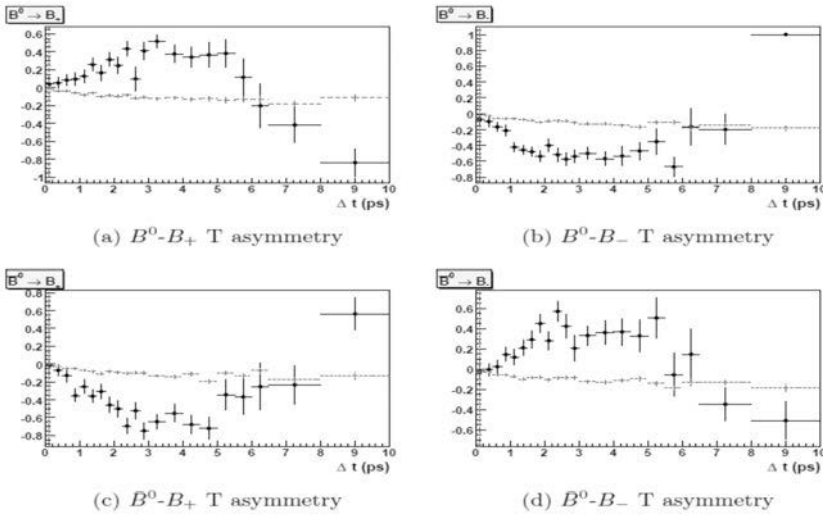 B⁰ → B₊
0.6
0.4
0.2
0
-0.2
-0.4
-0.6
-0.8
-1
0 1 2 3 4 5 6 7 8 9 10
Δ t (ps)
(a) B⁰-B₊ T asymmetry
B⁰ → B₋
1
0.8
0.6
0.4
0.2
0
-0.2
-0.4
-0.6
-0.8
0 1 2 3 4 5 6 7 8 9 10
Δ t (ps)
(b) B⁰-B₋ T asymmetry
B̄⁰ → B₊
0.8
0.6
0.4
0.2
0
-0.2
-0.4
-0.6
-0.8
0 1 2 3 4 5 6 7 8 9 10
Δ t (ps)
(c) B̄⁰-B₊ T asymmetry
B̄⁰ → B₋
0.6
0.4
0.2
0
-0.2
-0.4
-0.6
0 1 2 3 4 5 6 7 8 9 10
Δ t (ps)
(d) B̄⁰-B₋ T asymmetry